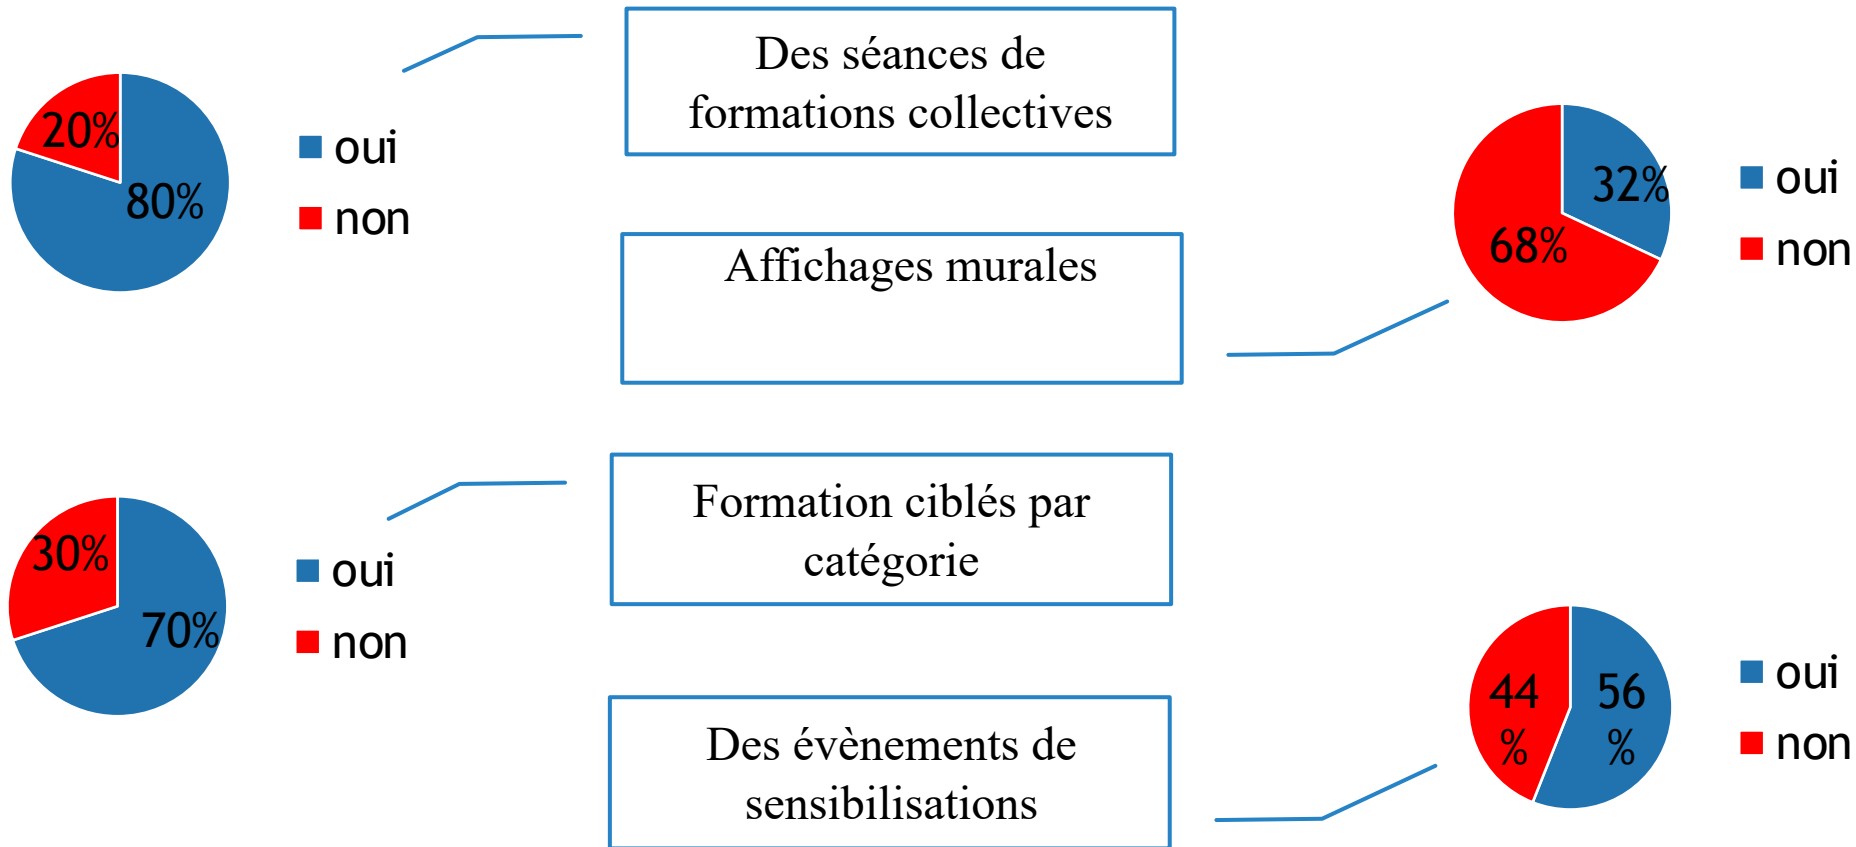 Des séances de
formations collectives
20%
80%
oui
non
Affichages murales
32%
68%
oui
non
Formation ciblés par
catégorie
30%
70%
oui
non
Des évènements de
sensibilisations
44
%
56
%
oui
non